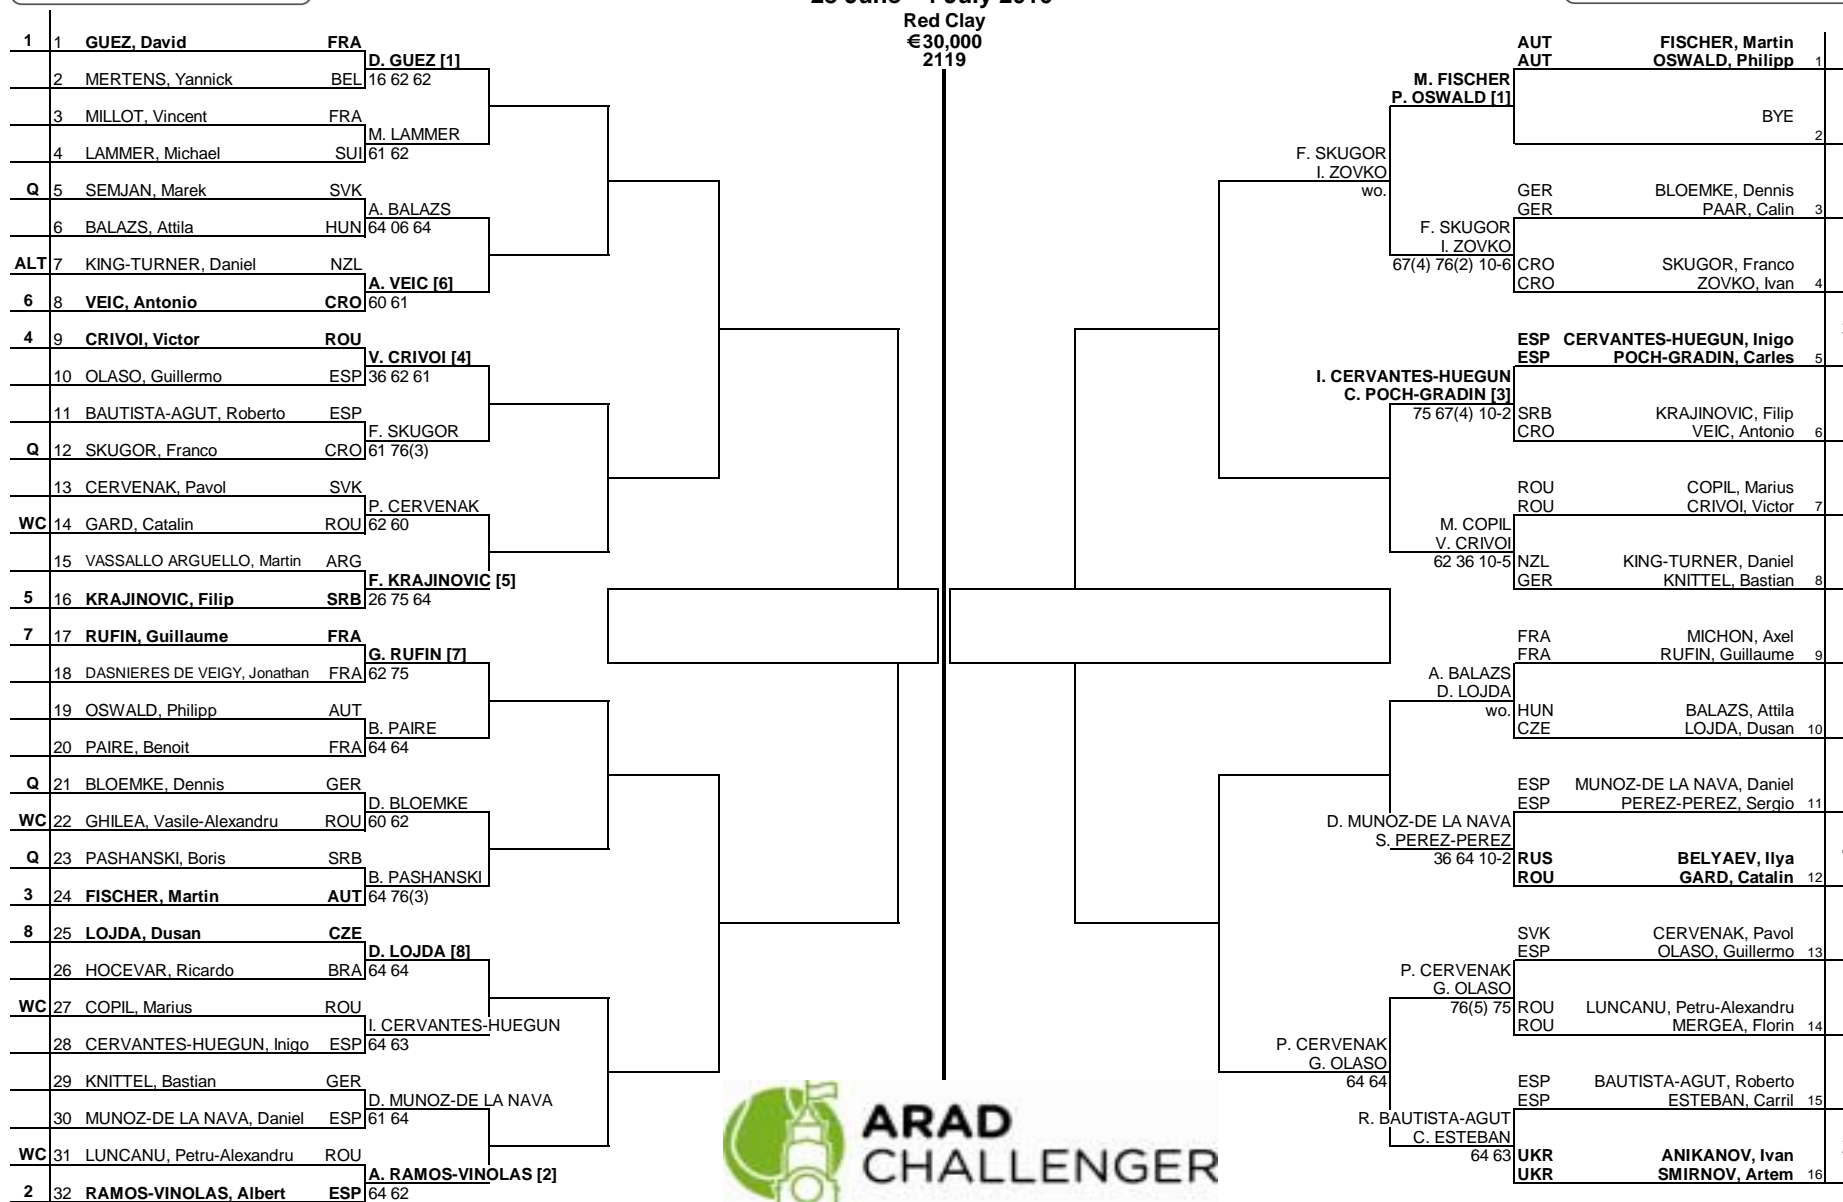 Red Clay
€30,000
2119
1 1 GUEZ, David FRA
D. GUEZ [1]
2 MERTENS, Yannick BEL 16 62 62
3 MILLOT, Vincent FRA
M. LAMMER
4 LAMMER, Michael SUI 61 62
Q 5 SEMJAN, Marek SVK
A. BALAZS
6 BALAZS, Attila HUN 64 06 64
ALT 7 KING-TURNER, Daniel NZL
A. VEIC [6]
6 8 VEIC, Antonio CRO 60 61
4 9 CRIVOI, Victor ROU
V. CRIVOI [4]
10 OLASO, Guillermo ESP 36 62 61
11 BAUTISTA-AGUT, Roberto ESP
F. SKUGOR
Q 12 SKUGOR, Franco CRO 61 76(3)
13 CERVENAK, Pavol SVK
P. CERVENAK
WC 14 GARD, Catalin ROU 62 60
15 VASSALLO ARGUELLO, Martin ARG
F. KRAJINOVIC [5]
5 16 KRAJINOVIC, Filip SRB 26 75 64
7 17 RUFIN, Guillaume FRA
G. RUFIN [7]
18 DASNIERES DE VEIGY, Jonathan FRA 62 75
19 OSWALD, Philipp AUT
B. PAIRE
20 PAIRE, Benoit FRA 64 64
Q 21 BLOEMKE, Dennis GER
D. BLOEMKE
WC 22 GHILEA, Vasile-Alexandru ROU 60 62
Q 23 PASHANSKI, Boris SRB
B. PASHANSKI
3 24 FISCHER, Martin AUT 64 76(3)
8 25 LOJDA, Dusan CZE
D. LOJDA [8]
26 HOCEVAR, Ricardo BRA 64 64
WC 27 COPIL, Marius ROU
I. CERVANTES-HUEGUN
28 CERVANTES-HUEGUN, Inigo ESP 64 63
29 KNITTEL, Bastian GER
D. MUNOZ-DE LA NAVA
30 MUNOZ-DE LA NAVA, Daniel ESP 61 64
WC 31 LUNCANU, Petru-Alexandru ROU
A. RAMOS-VINOLAS [2]
2 32 RAMOS-VINOLAS, Albert ESP 64 62
AUT FISCHER, Martin
AUT OSWALD, Philipp 1
M. FISCHER
P. OSWALD [1]
BYE
2
F. SKUGOR
I. ZOVKO
wo.
GER BLOEMKE, Dennis
GER PAAR, Calin 3
F. SKUGOR
I. ZOVKO
67(4) 76(2) 10-6 CRO SKUGOR, Franco
CRO ZOVKO, Ivan 4
ESP CERVANTES-HUEGUN, Inigo
ESP POCH-GRADIN, Carles 5
I. CERVANTES-HUEGUN
C. POCH-GRADIN [3]
75 67(4) 10-2 SRB KRAJINOVIC, Filip
CRO VEIC, Antonio 6
ROU COPIL, Marius
ROU CRIVOI, Victor 7
M. COPIL
V. CRIVOI
62 36 10-5 NZL KING-TURNER, Daniel
GER KNITTEL, Bastian 8
FRA MICHON, Axel
FRA RUFIN, Guillaume 9
A. BALAZS
D. LOJDA
wo. HUN BALAZS, Attila
CZE LOJDA, Dusan 10
ESP MUNOZ-DE LA NAVA, Daniel
ESP PEREZ-PEREZ, Sergio 11
D. MUNOZ-DE LA NAVA
S. PEREZ-PEREZ
36 64 10-2 RUS BELYAEV, Ilya
ROU GARD, Catalin 12
SVK CERVENAK, Pavol
ESP OLASO, Guillermo 13
P. CERVENAK
G. OLASO
76(5) 75 ROU LUNCANU, Petru-Alexandru
ROU MERGEA, Florin 14
P. CERVENAK
G. OLASO
64 64
ESP BAUTISTA-AGUT, Roberto
ESP ESTEBAN, Carril 15
R. BAUTISTA-AGUT
C. ESTEBAN
64 63 UKR ANIKANOV, Ivan
UKR SMIRNOV, Artem 16
ARAD
CHALLENGER